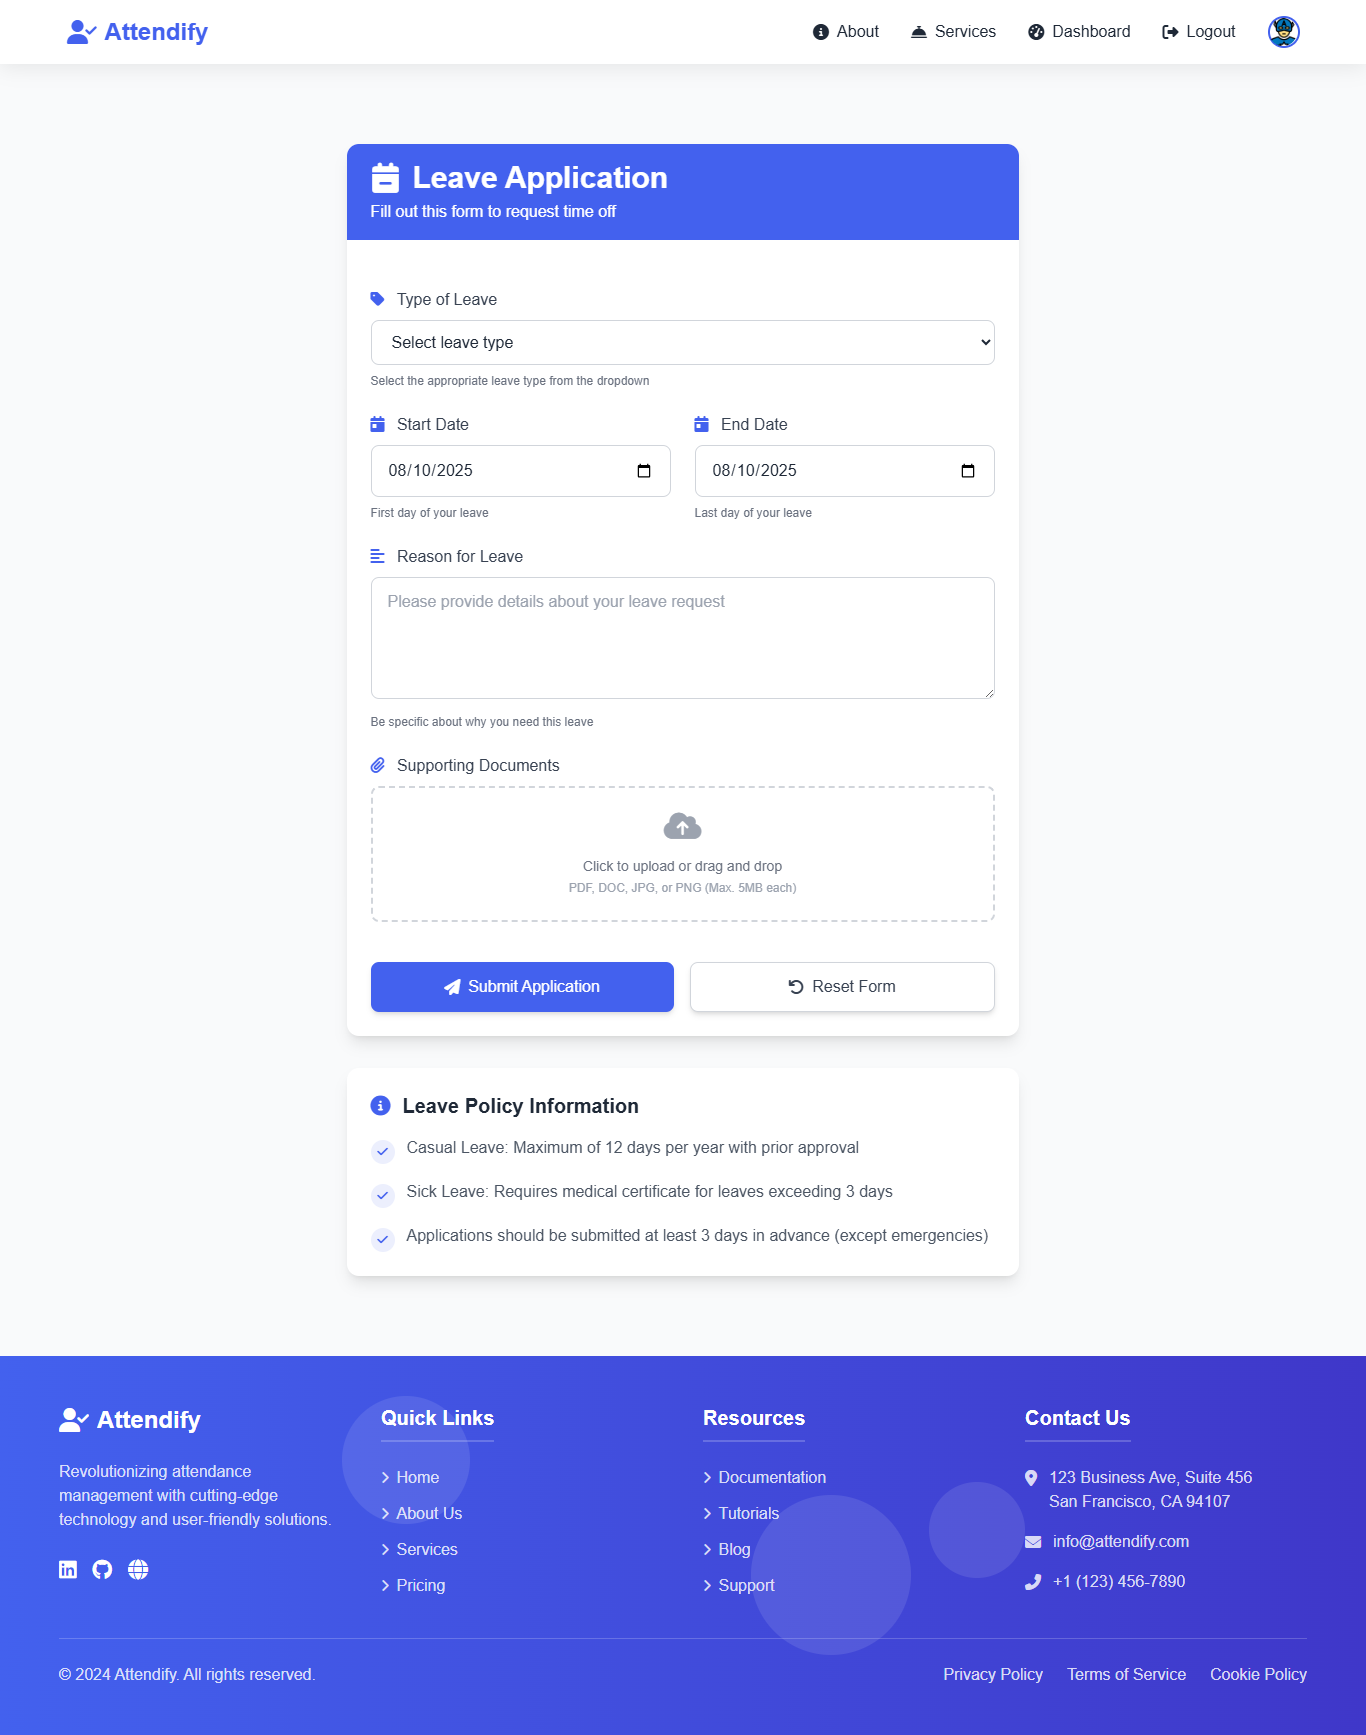 Attendify
About
Services
Dashboard
Logout
Leave Application
Fill out this form to request time off
Type of Leave
Select leave type
Select the appropriate leave type from the dropdown
Start Date
End Date
08/10/2025
08/10/2025
First day of your leave
Last day of your leave
Reason for Leave
Please provide details about your leave request
Be specific about why you need this leave
Supporting Documents
Click to upload or drag and drop
PDF, DOC, JPG, or PNG (Max. 5MB each)
Submit Application
Reset Form
Leave Policy Information
Casual Leave: Maximum of 12 days per year with prior approval
Sick Leave: Requires medical certificate for leaves exceeding 3 days
Applications should be submitted at least 3 days in advance (except emergencies)
Attendify
Revolutionizing attendance
management with cutting-edge
technology and user-friendly solutions.
Quick Links
Home
About Us
Services
Pricing
Resources
Documentation
Tutorials
Blog
Support
Contact Us
123 Business Ave, Suite 456
San Francisco, CA 94107
info@attendify.com
+1 (123) 456-7890
© 2024 Attendify. All rights reserved.
Privacy Policy
Terms of Service
Cookie Policy